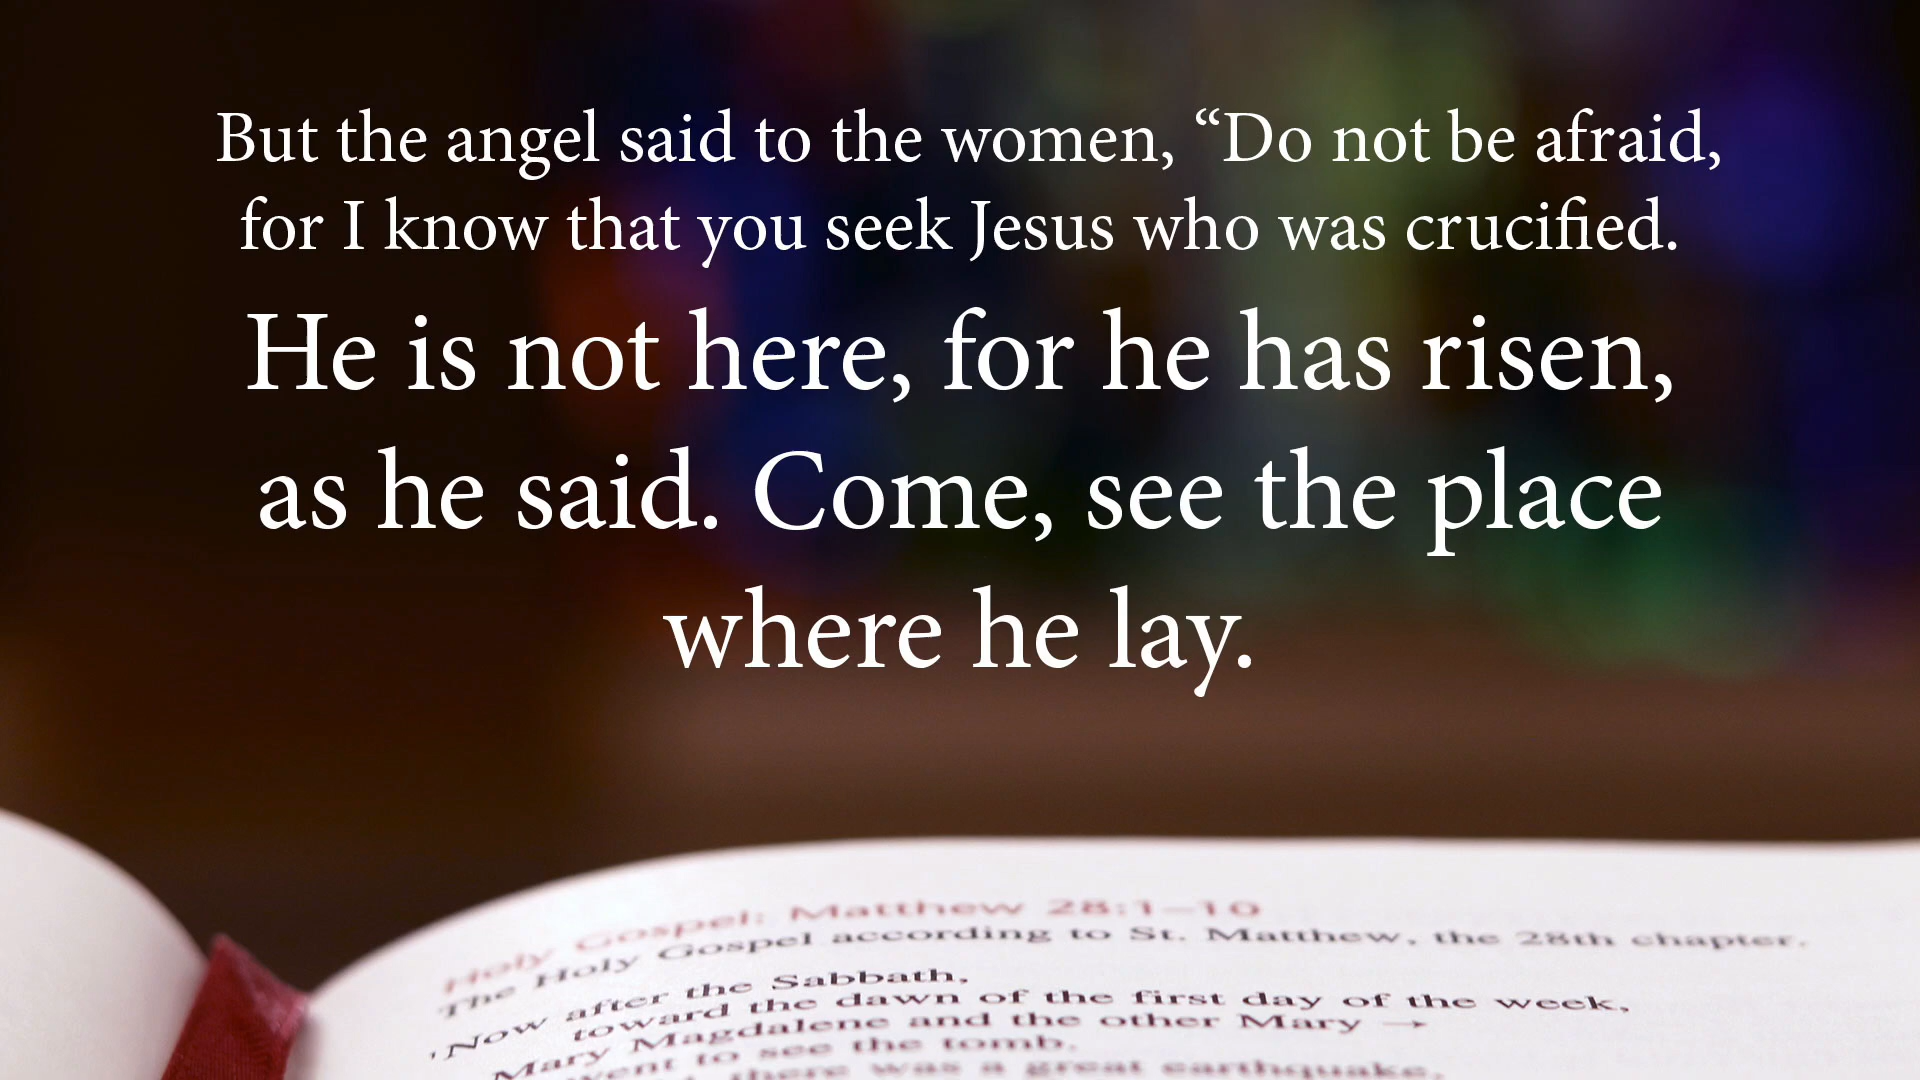 But the angel said to the women, “Do not be afraid,
for I know that you seek Jesus who was crucified.
He is not here, for he has risen,
as he said. Come, see the place
where he lay.
Holy Gospel: Matthew 28:1–10
The Holy Gospel according to St. Matthew, the 28th chapter.
Now after the Sabbath,
toward the dawn of the first day of the week,
Mary Magdalene and the other Mary →
went to see the tomb.
there was a great earthquake,